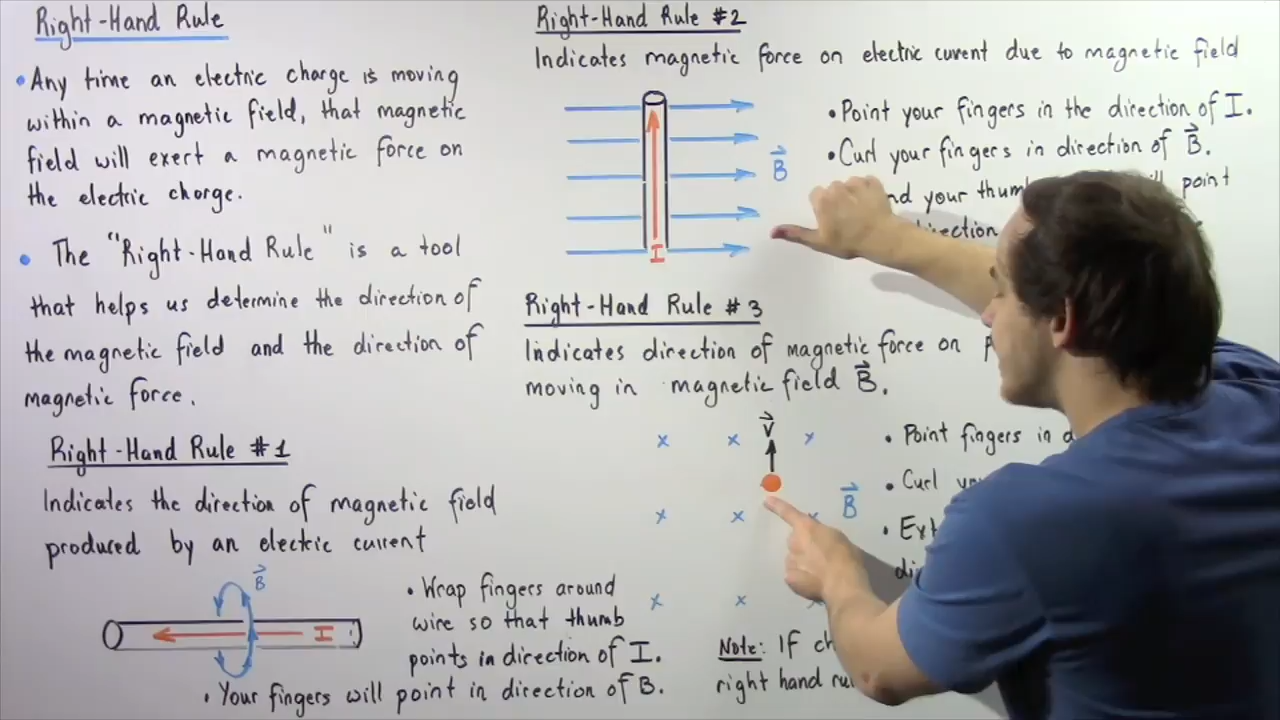 Right-Hand Rule
• Any time an electric charge is moving
within a magnetic field, that magnetic
field will exert a magnetic force on
the electric charge.
• The "Right-Hand Rule" is a tool
that helps us determine the direction of
the magnetic field and the direction of
magnetic force.
Right-Hand Rule #1
Indicates the direction of magnetic field
produced by an electric current
B
I
• Wrap fingers around
wire so that thumb
points in direction of I.
• Your fingers will point in direction of B.
Right-Hand Rule #2
Indicates magnetic force on electric current due to magnetic field
I
B
• Point your fingers in the direction of I.
• Curl your fingers in direction of B.
your point
Right-Hand Rule #3
Indicates direction of magnetic force on
moving in magnetic field B.
x x x
V
x x x
B
x x x
• Point fingers in
• Curl
•
Note: If
right hand